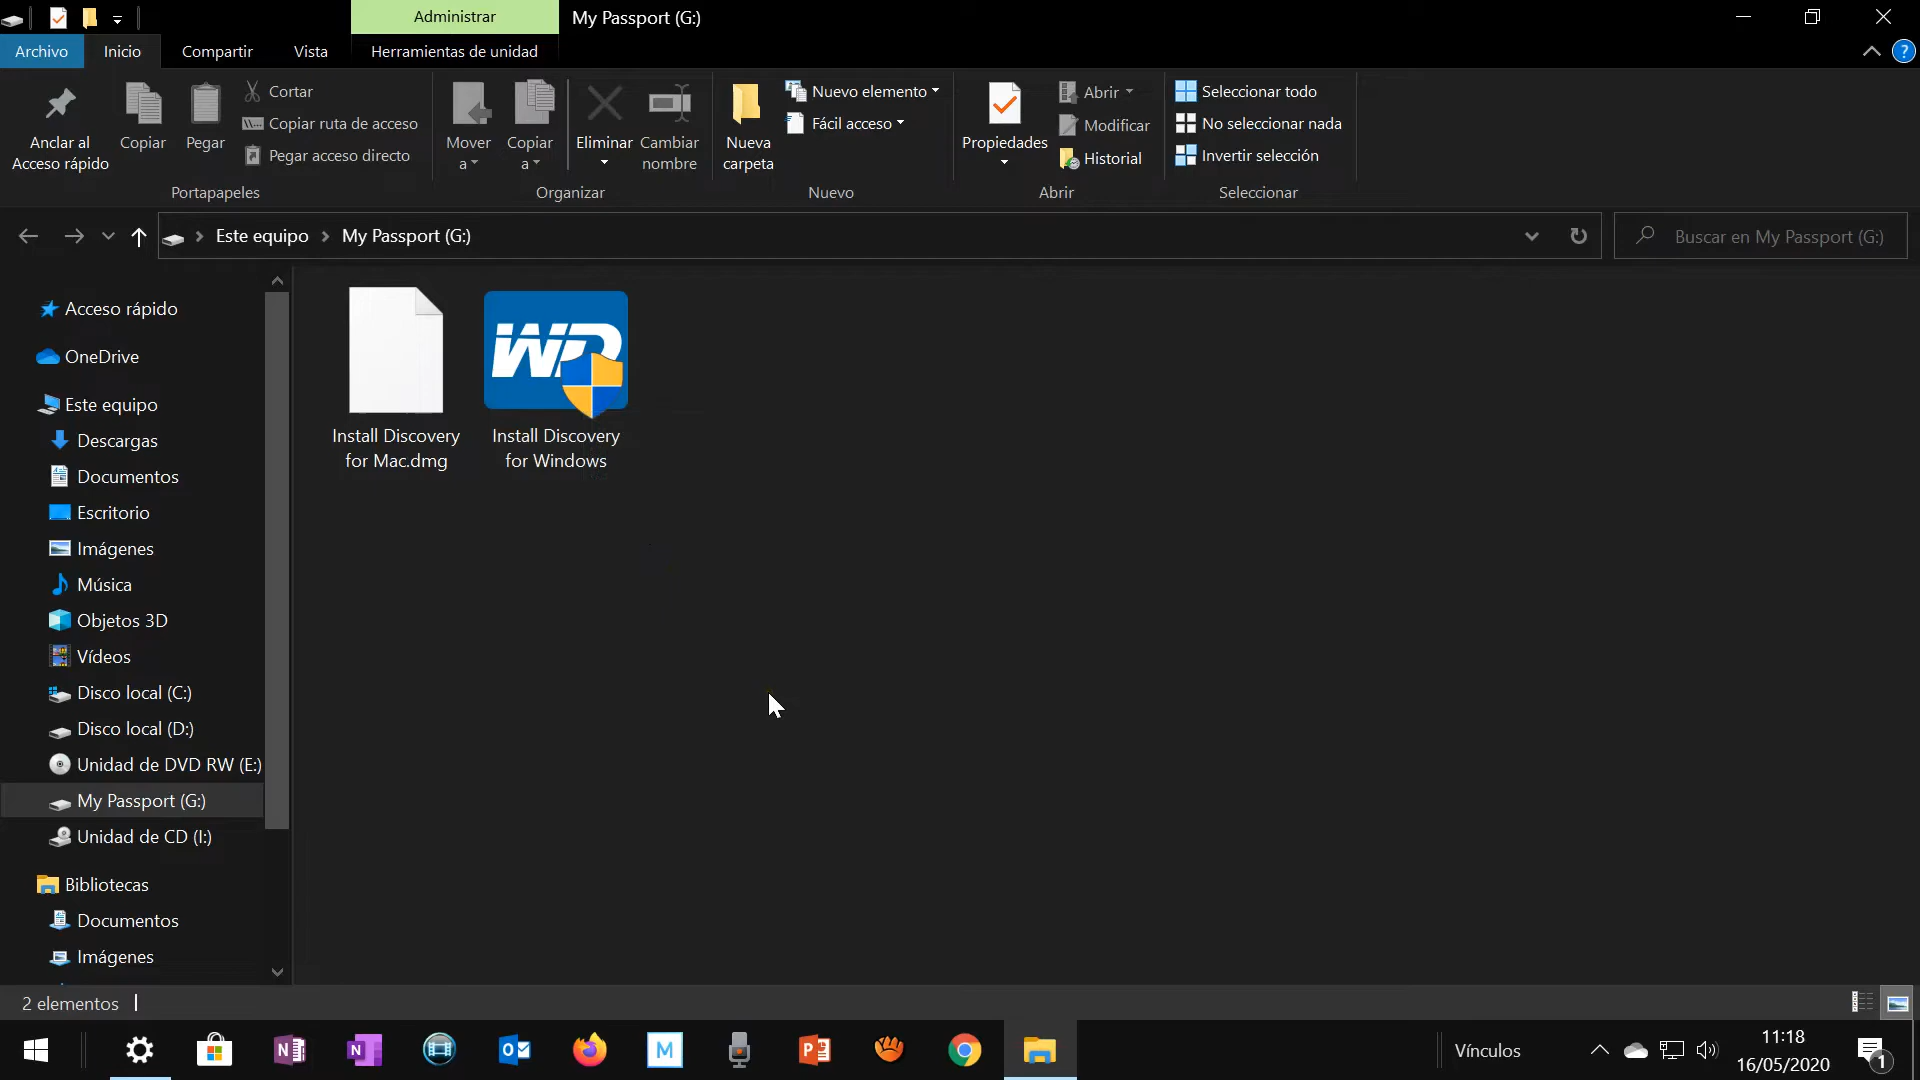 Administrar
My Passport (G:)
Archivo
Inicio
Compartir
Vista
Herramientas de unidad
?
Anclar al
Acceso rápido
Copiar
Pegar
Cortar
Copiar ruta de acceso
Pegar acceso directo
Portapapeles
Mover
a
Copiar
a
Eliminar
Cambiar
nombre
Organizar
Nueva
carpeta
Nuevo elemento
Fácil acceso
Nuevo
Propiedades
Abrir
Modificar
Historial
Abrir
Seleccionar todo
No seleccionar nada
Invertir selección
Seleccionar
Este equipo
My Passport (G:)
Buscar en My Passport (G:)
Acceso rápido
OneDrive
Este equipo
Descargas
Documentos
Escritorio
Imágenes
Música
Objetos 3D
Vídeos
Disco local (C:)
Disco local (D:)
Unidad de DVD RW (E:)
My Passport (G:)
Unidad de CD (I:)
Bibliotecas
Documentos
Imágenes
Install Discovery
for Mac.dmg
WD
Install Discovery
for Windows
2 elementos
N
N
O
M
P
Vínculos
11:18
16/05/2020
1